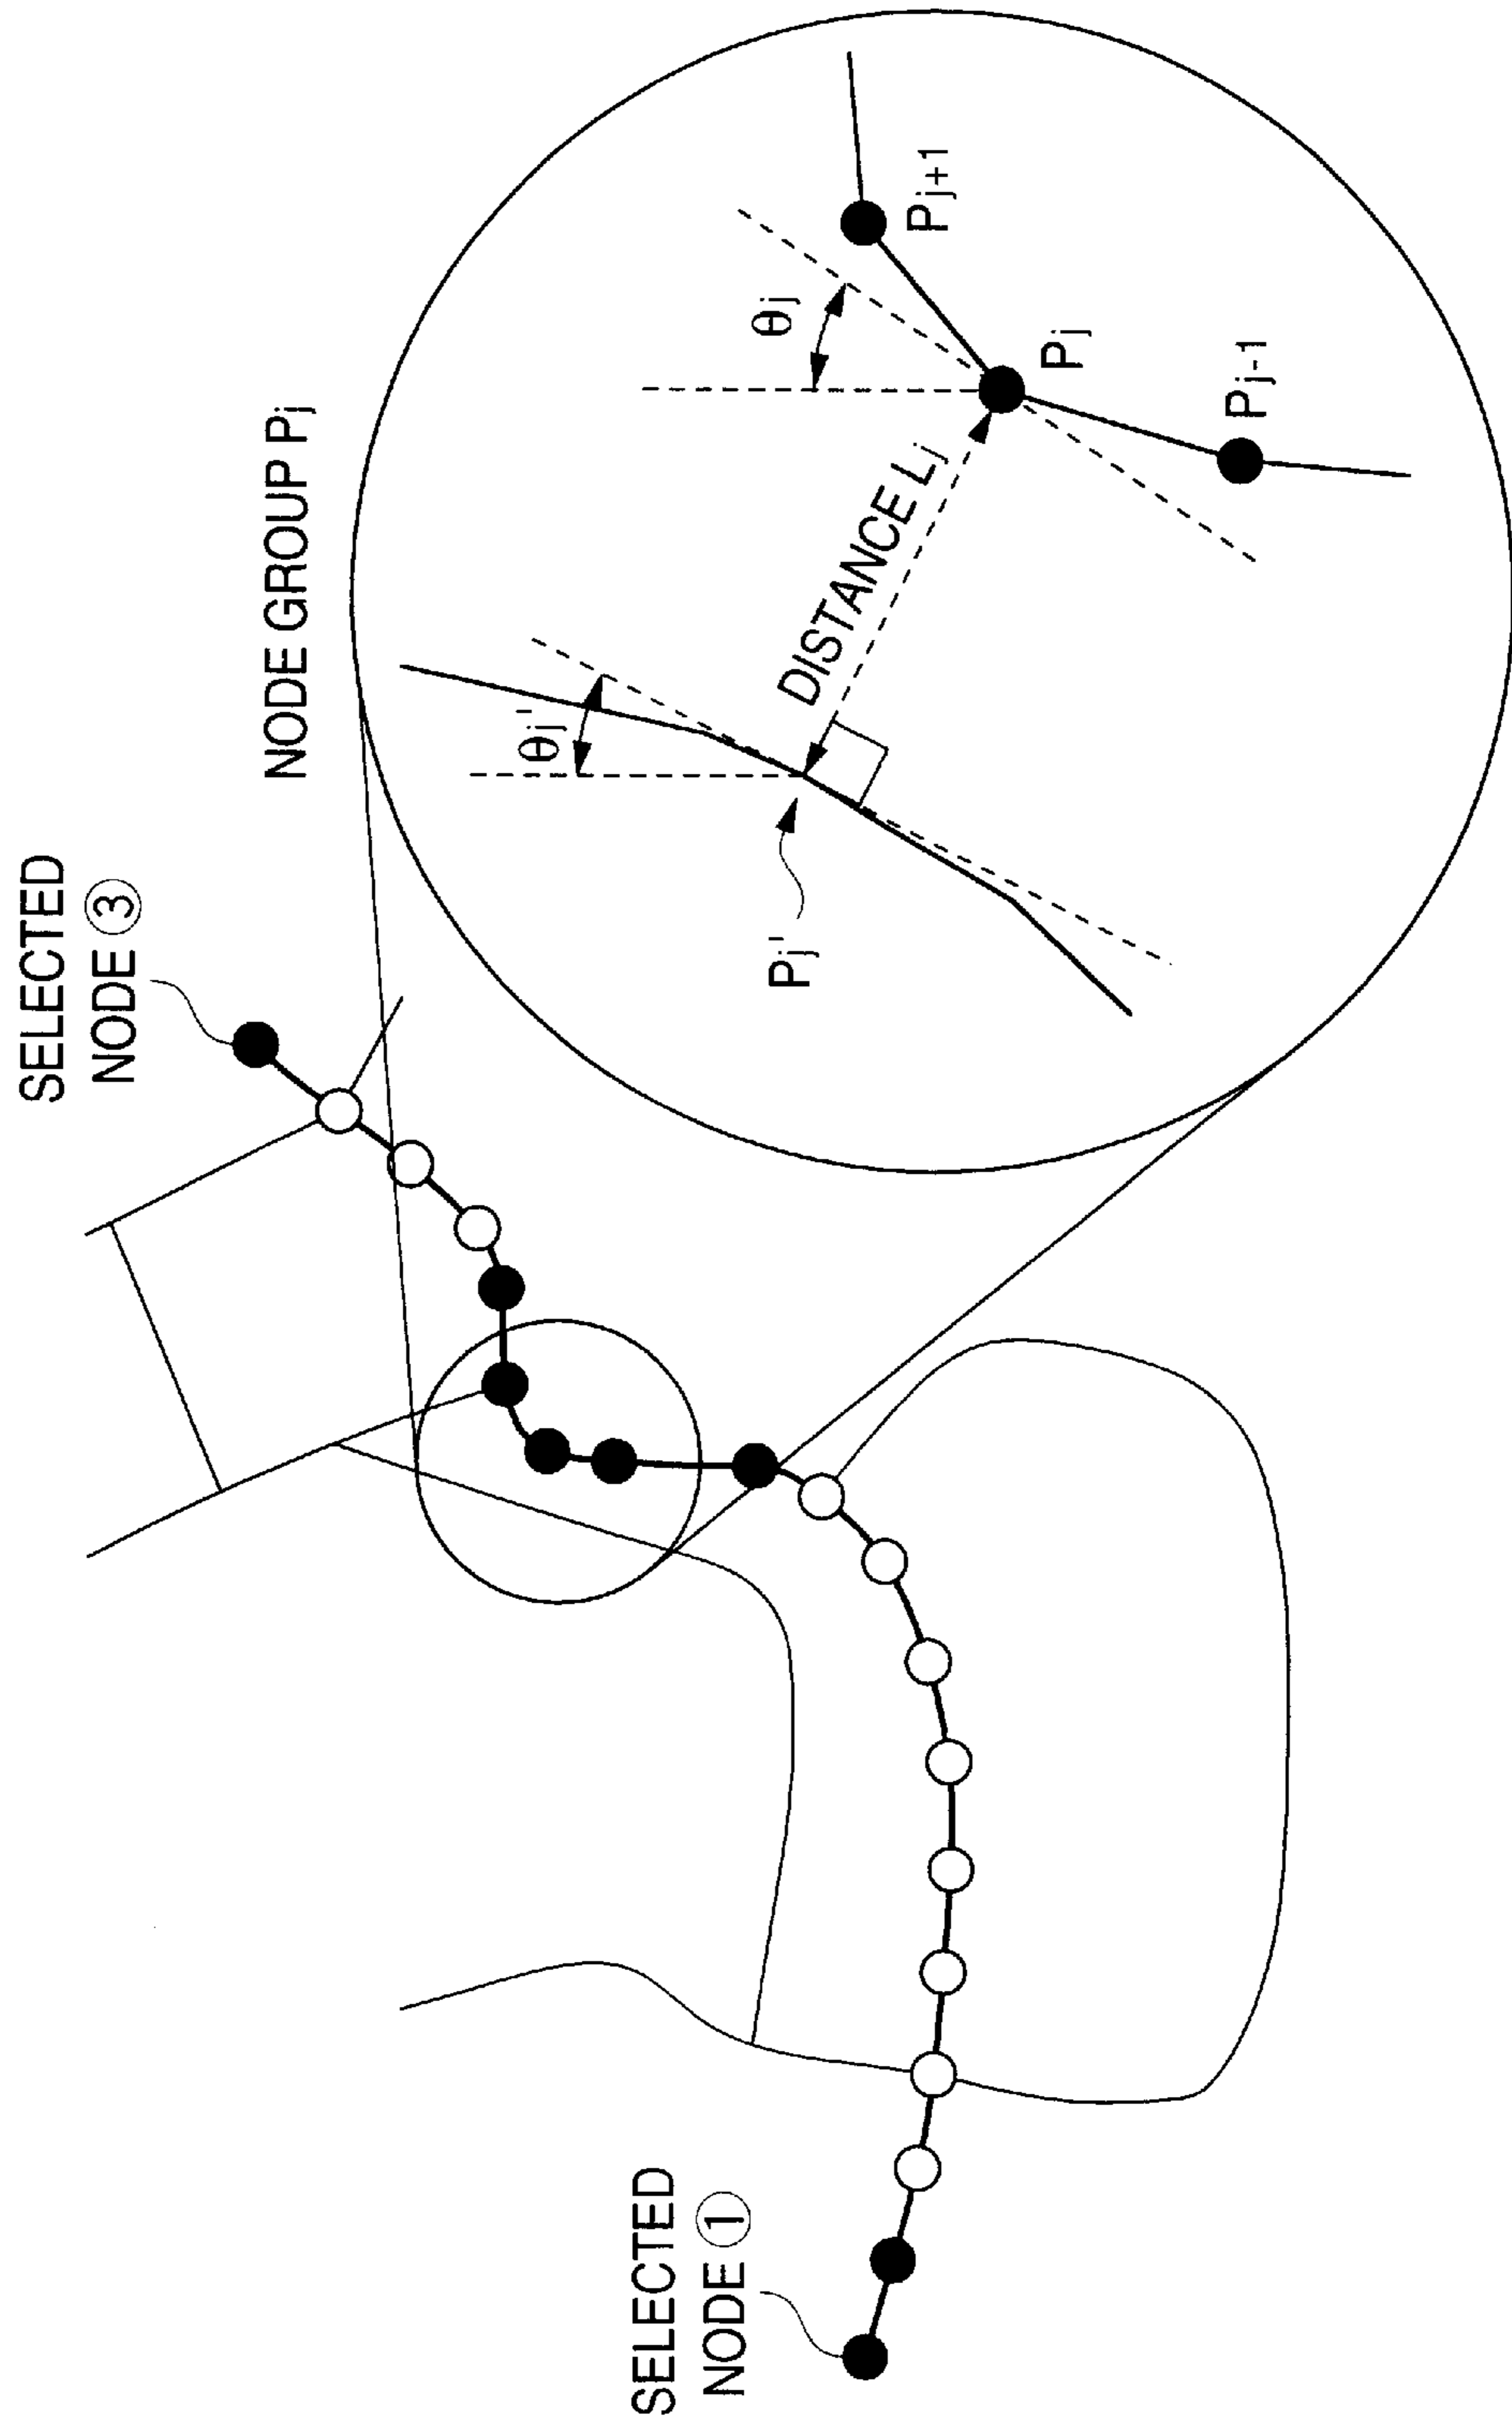 SELECTED
NODE ③
NODE GROUP Pj
θj'
θj
Pj+1
DISTANCE Lj
Pj
Pj-1
Pj'
SELECTED
NODE ①